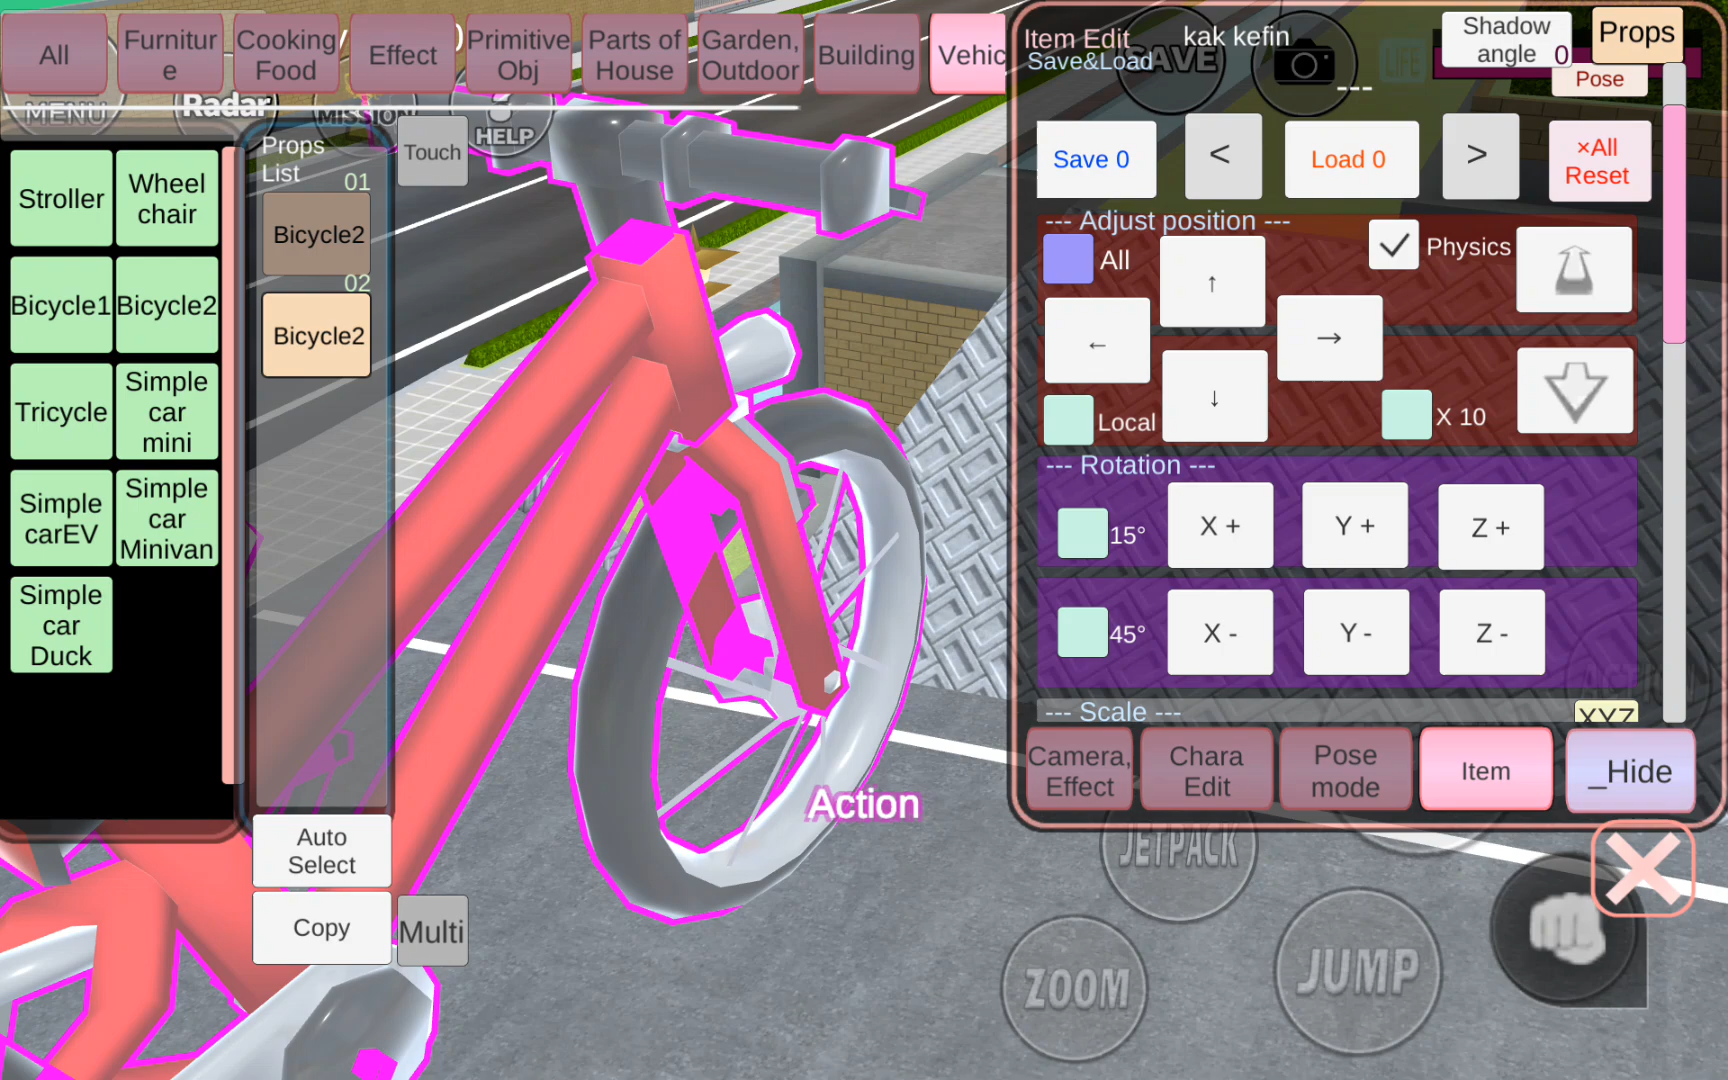 All
Furnitur
e
Cooking
Food
Effect
Primitive
Obj
Parts of
House
Garden,
Outdoor
Building
Vehic
MENU
Radar
MISSION
?
HELP
Touch
Props
List
01
Bicycle2
02
Bicycle2
Stroller
Wheel
chair
Bicycle1
Bicycle2
Tricycle
Simple
car
mini
Simple
carEV
Simple
car
Minivan
Simple
car
Duck
Auto
Select
Copy
Multi
Action
Item Edit
Save&Load
kak kefin
SAVE
LIFE
---
Shadow
angle
0
Props
Pose
Save 0
<
Load 0
>
×All
Reset
--- Adjust position ---
All
↑
✓ Physics
←
→
Local
↓
X 10
--- Rotation ---
15°
X +
Y +
Z +
45°
X -
Y -
Z -
--- Scale ---
XYZ
Camera,
Effect
Chara
Edit
Pose
mode
Item
_Hide
JETPACK
ZOOM
JUMP